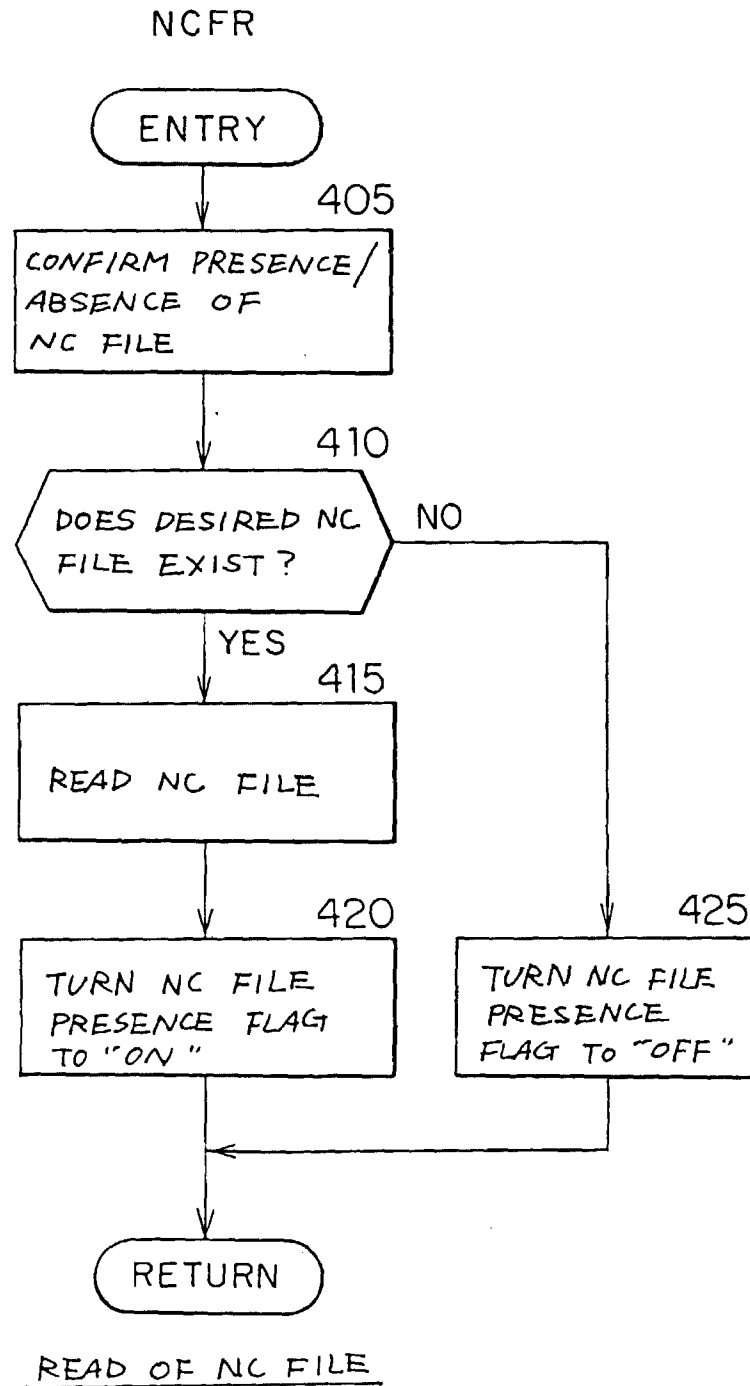 NCFR
ENTRY
405
CONFIRM PRESENCE/
ABSENCE OF
NC FILE
410
DOES DESIRED NC
FILE EXIST?
NO
YES
415
READ NC FILE
420
TURN NC FILE
PRESENCE FLAG
TO "ON"
425
TURN NC FILE
PRESENCE
FLAG TO "OFF"
RETURN
READ OF NC FILE